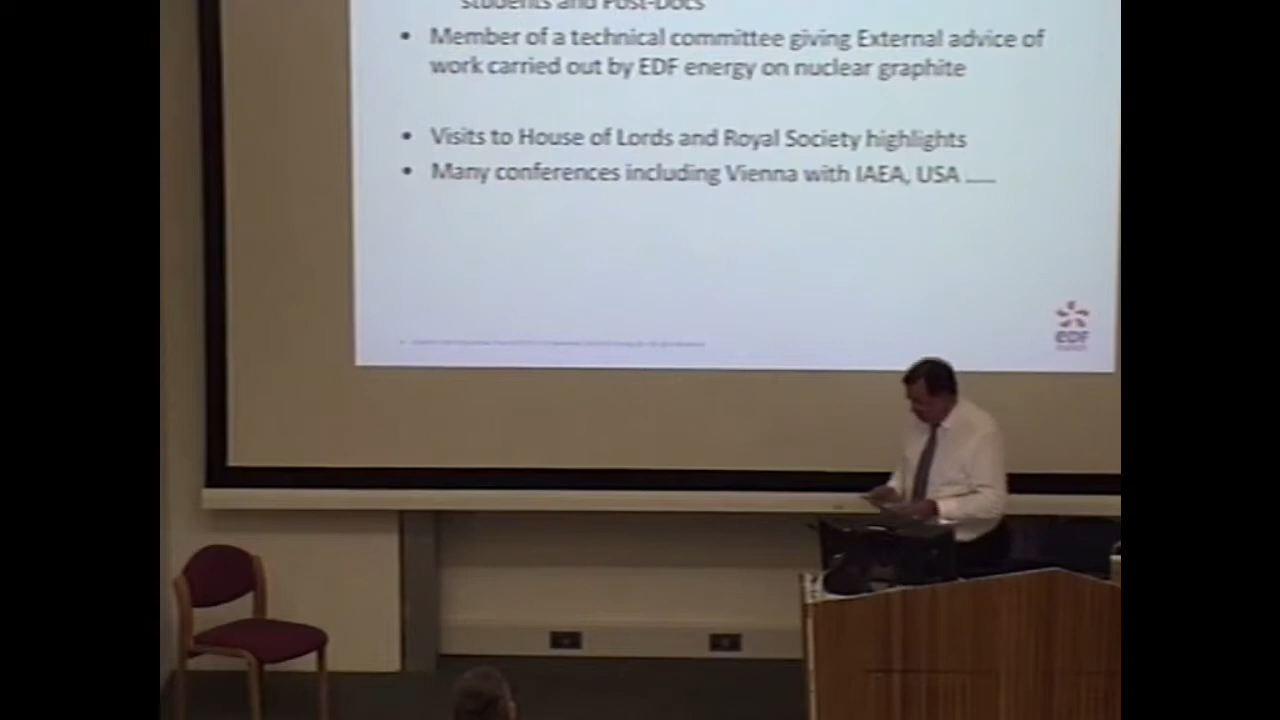 students and Post-Docs
• Member of a technical committee giving External advice of
work carried out by EDF energy on nuclear graphite
• Visits to House of Lords and Royal Society highlights
• Many conferences including Vienna with IAEA, USA .....
EDF